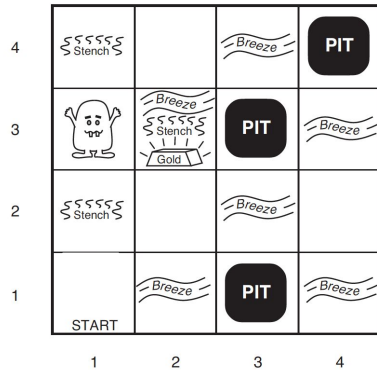 4
Stench
Breeze
PIT
3
Breeze
Stench
Gold
PIT
Breeze
2
Stench
Breeze
1
START
Breeze
PIT
Breeze
1 2 3 4